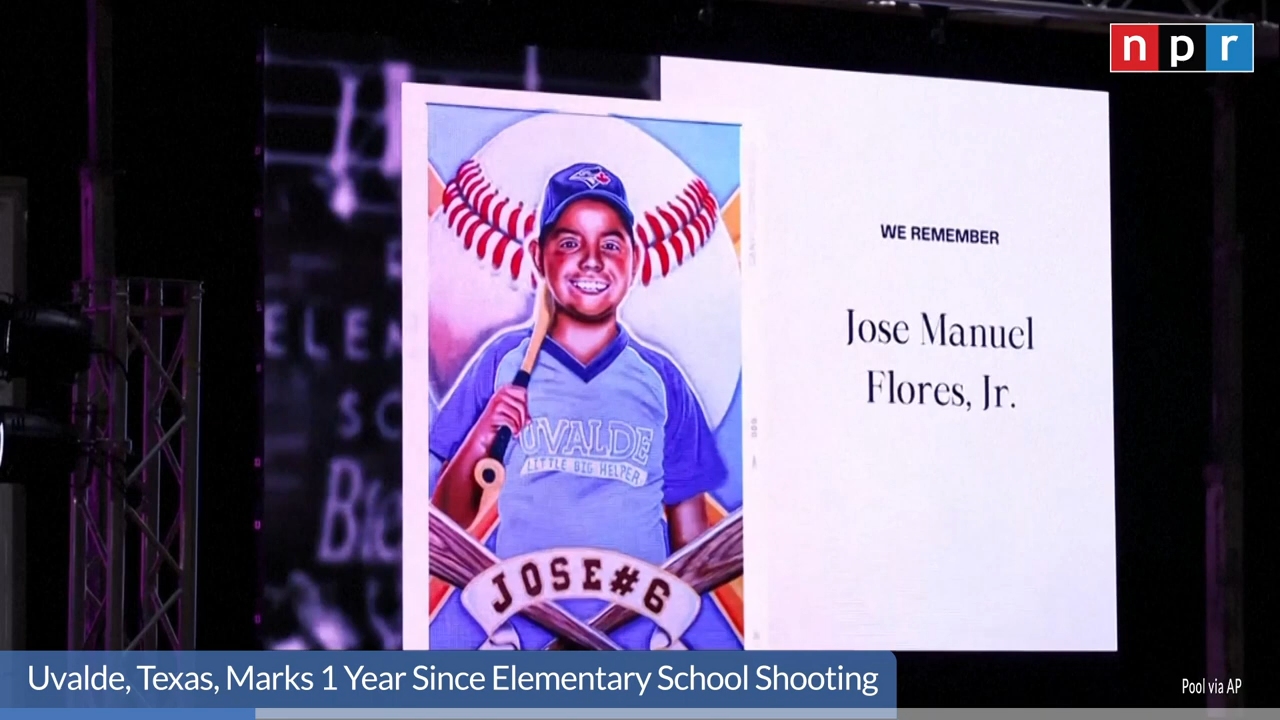 npr
WE REMEMBER
Jose Manuel
Flores, Jr.
UVALDE
LITTLE BIG HELPER
JOSE#6
Uvalde, Texas, Marks 1 Year Since Elementary School Shooting
Pool via AP